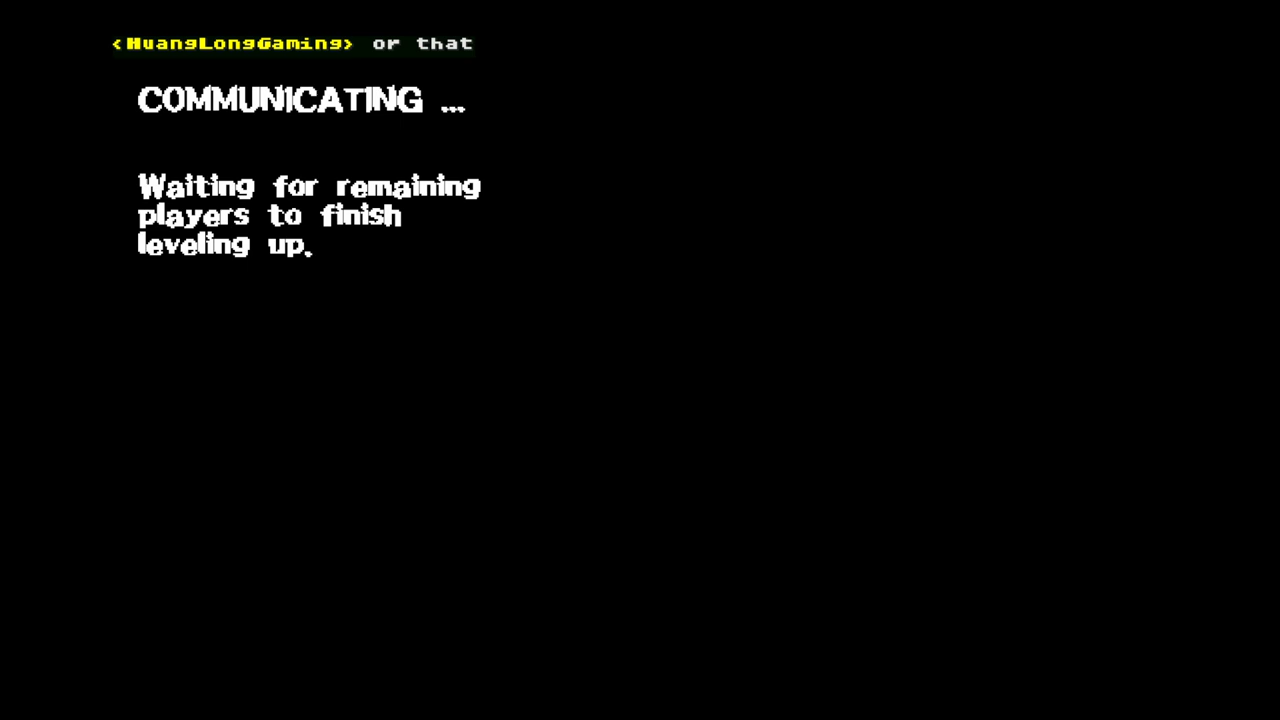 <HuangLongGaming> or that
COMMUNICATING ...
Waiting for remaining
players to finish
leveling up.